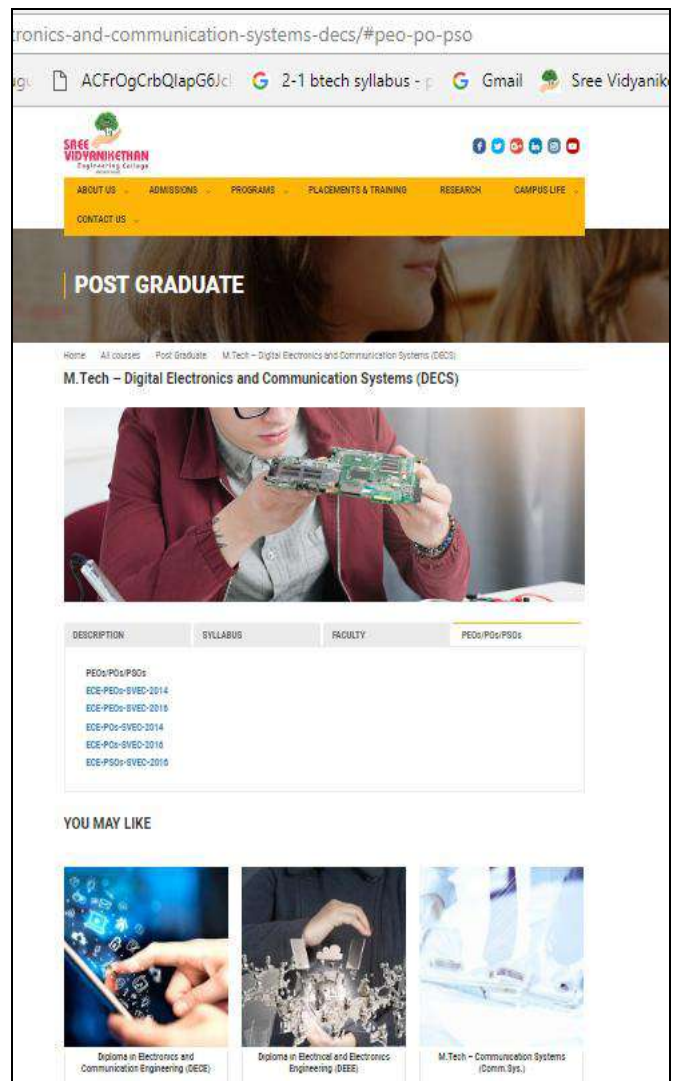 tronics-and-communication-systems-decs/#peo-po-pso
ACFrOgCrbQlapG6Jc
2-1 btech syllabus -
Gmail
Sree Vidyanik
SREE
VIDYANIKETHAN
Engineering College
ABOUT US
ADMISSIONS
PROGRAMS
PLACEMENTS & TRAINING
RESEARCH
CAMPUS LIFE
CONTACT US
POST GRADUATE
Home All courses Post Graduate M.Tech – Digital Electronics and Communication Systems (DECS)
M.Tech – Digital Electronics and Communication Systems (DECS)
DESCRIPTION
SYLLABUS
FACULTY
PEOs/POs/PSOs
PEOs/POs/PSOs
ECE-PEOs-SVEC-2014
ECE-PEOs-SVEC-2016
ECE-POs-SVEC-2014
ECE-POs-SVEC-2016
ECE-PSOs-SVEC-2016
YOU MAY LIKE
Diploma in Electronics and
Communication Engineering (DECE)
Diploma in Electrical and Electronics
Engineering (DEEE)
M.Tech – Communication Systems
(Comm.Sys.)